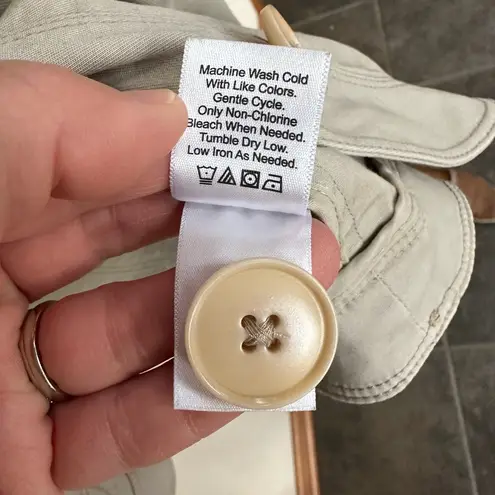 Machine Wash Cold
With Like Colors.
Gentle Cycle.
Only Non-Chlorine
Bleach When Needed.
Tumble Dry Low.
Low Iron As Needed.